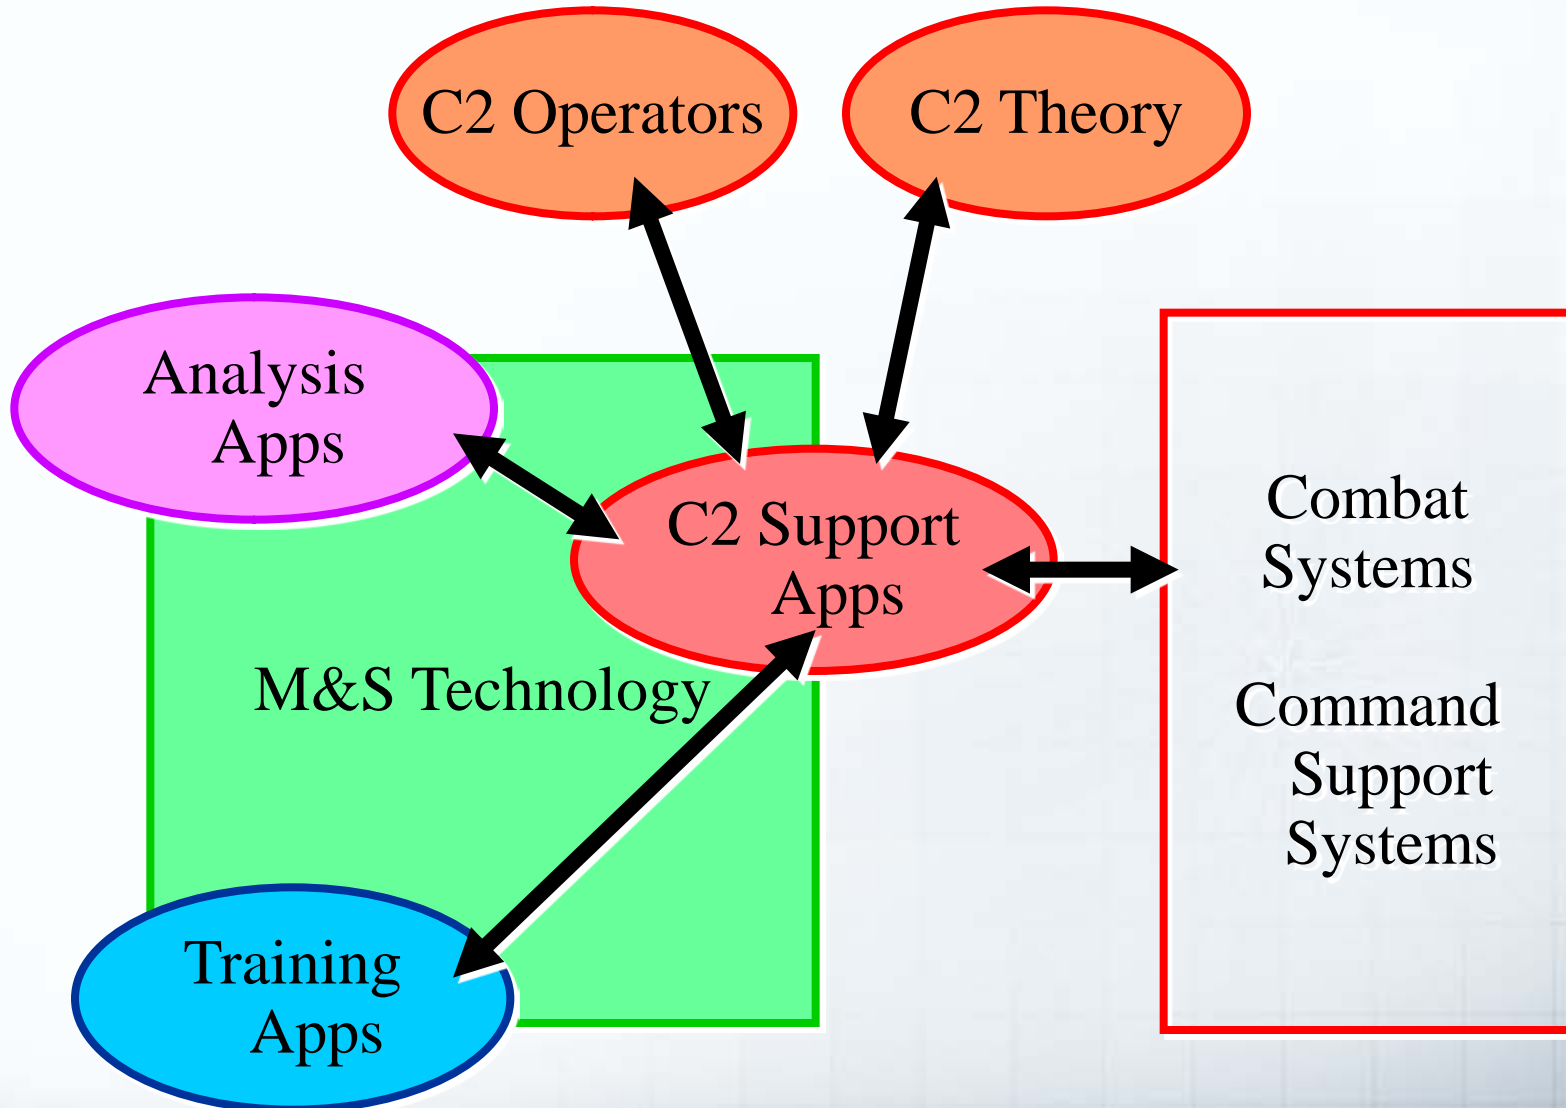 C2 Operators
C2 Theory
Analysis
Apps
C2 Support
Apps
Combat
Systems
M&S Technology
Command
Support
Systems
Training
Apps